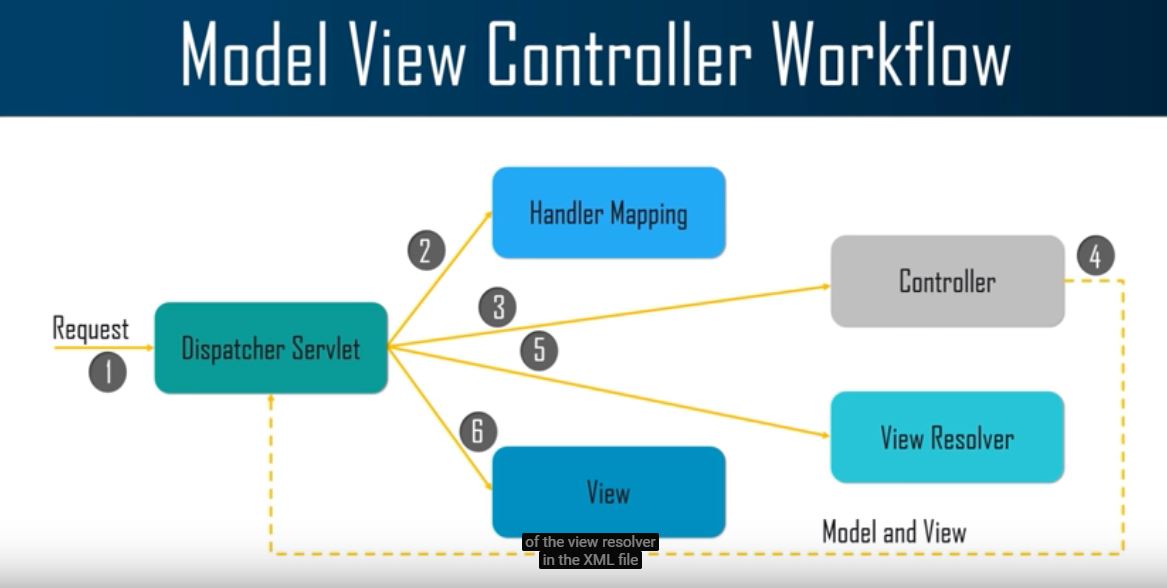 Model View Controller Workflow
Handler Mapping
2
4
Controller
3
Request
Dispatcher Servlet
5
1
6
View Resolver
View
Model and View
of the view resolver
in the XML file